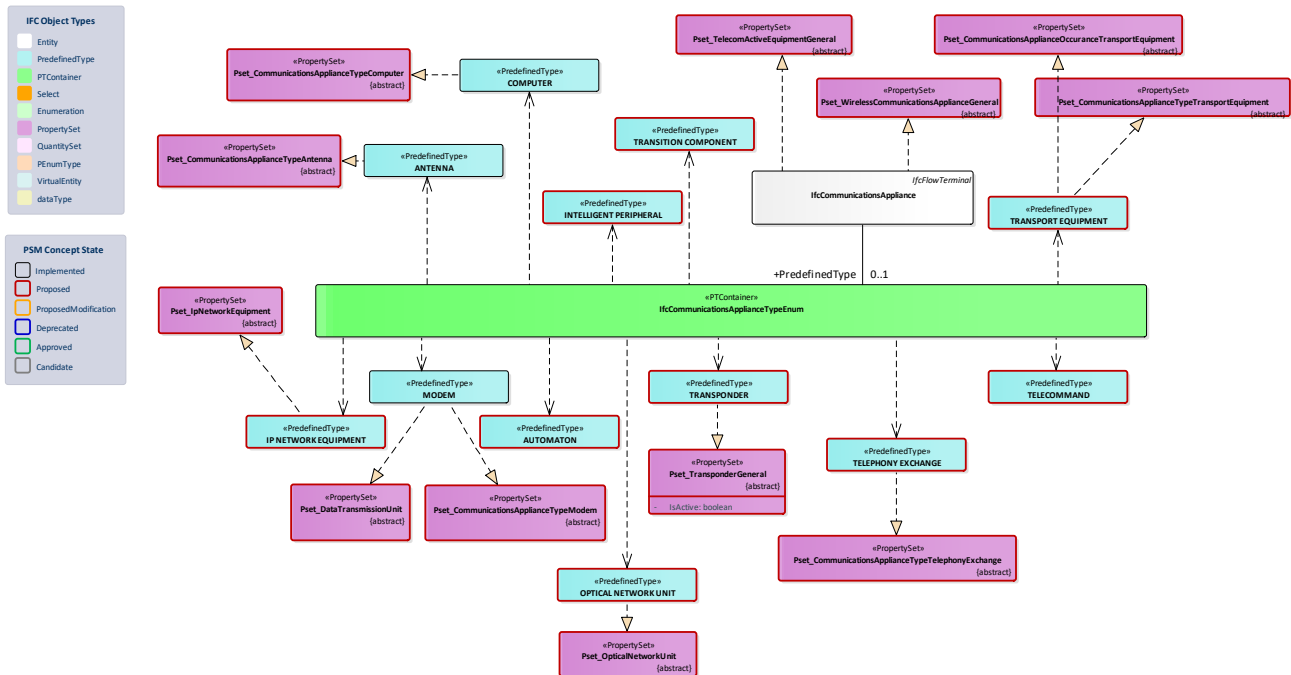 IFC Object Types
Entity
PredefinedType
PTContainer
Select
Enumeration
PropertySet
QuantitySet
PEnumType
VirtualEntity
dataType
PSM Concept State
Implemented
Proposed
ProposedModification
Deprecated
Approved
Candidate
«PropertySet»
Pset_TelecomActiveEquipmentGeneral
{abstract}
«PropertySet»
Pset_CommunicationsApplianceOccuranceTransportEquipment
{abstract}
«PropertySet»
Pset_CommunicationsApplianceTypeComputer
{abstract}
«PredefinedType»
COMPUTER
«PropertySet»
Pset_WirelessCommunicationsApplianceGeneral
{abstract}
«PropertySet»
Pset_CommunicationsApplianceTypeTransportEquipment
{abstract}
«PredefinedType»
TRANSITION COMPONENT
«PropertySet»
Pset_CommunicationsApplianceTypeAntenna
{abstract}
«PredefinedType»
ANTENNA
IfcFlowTerminal
IfcCommunicationsAppliance
«PredefinedType»
INTELLIGENT PERIPHERAL
«PredefinedType»
TRANSPORT EQUIPMENT
+PredefinedType 0..1
«PTContainer»
IfcCommunicationsApplianceTypeEnum
«PropertySet»
Pset_IpNetworkEquipment
{abstract}
«PredefinedType»
MODEM
«PredefinedType»
TRANSPONDER
«PredefinedType»
TELECOMMAND
«PredefinedType»
IP NETWORK EQUIPMENT
«PredefinedType»
AUTOMATON
«PredefinedType»
TELEPHONY EXCHANGE
«PropertySet»
Pset_TransponderGeneral
{abstract}
- IsActive: boolean
«PropertySet»
Pset_DataTransmissionUnit
{abstract}
«PropertySet»
Pset_CommunicationsApplianceTypeModem
{abstract}
«PropertySet»
Pset_CommunicationsApplianceTypeTelephonyExchange
{abstract}
«PredefinedType»
OPTICAL NETWORK UNIT
«PropertySet»
Pset_OpticalNetworkUnit
{abstract}